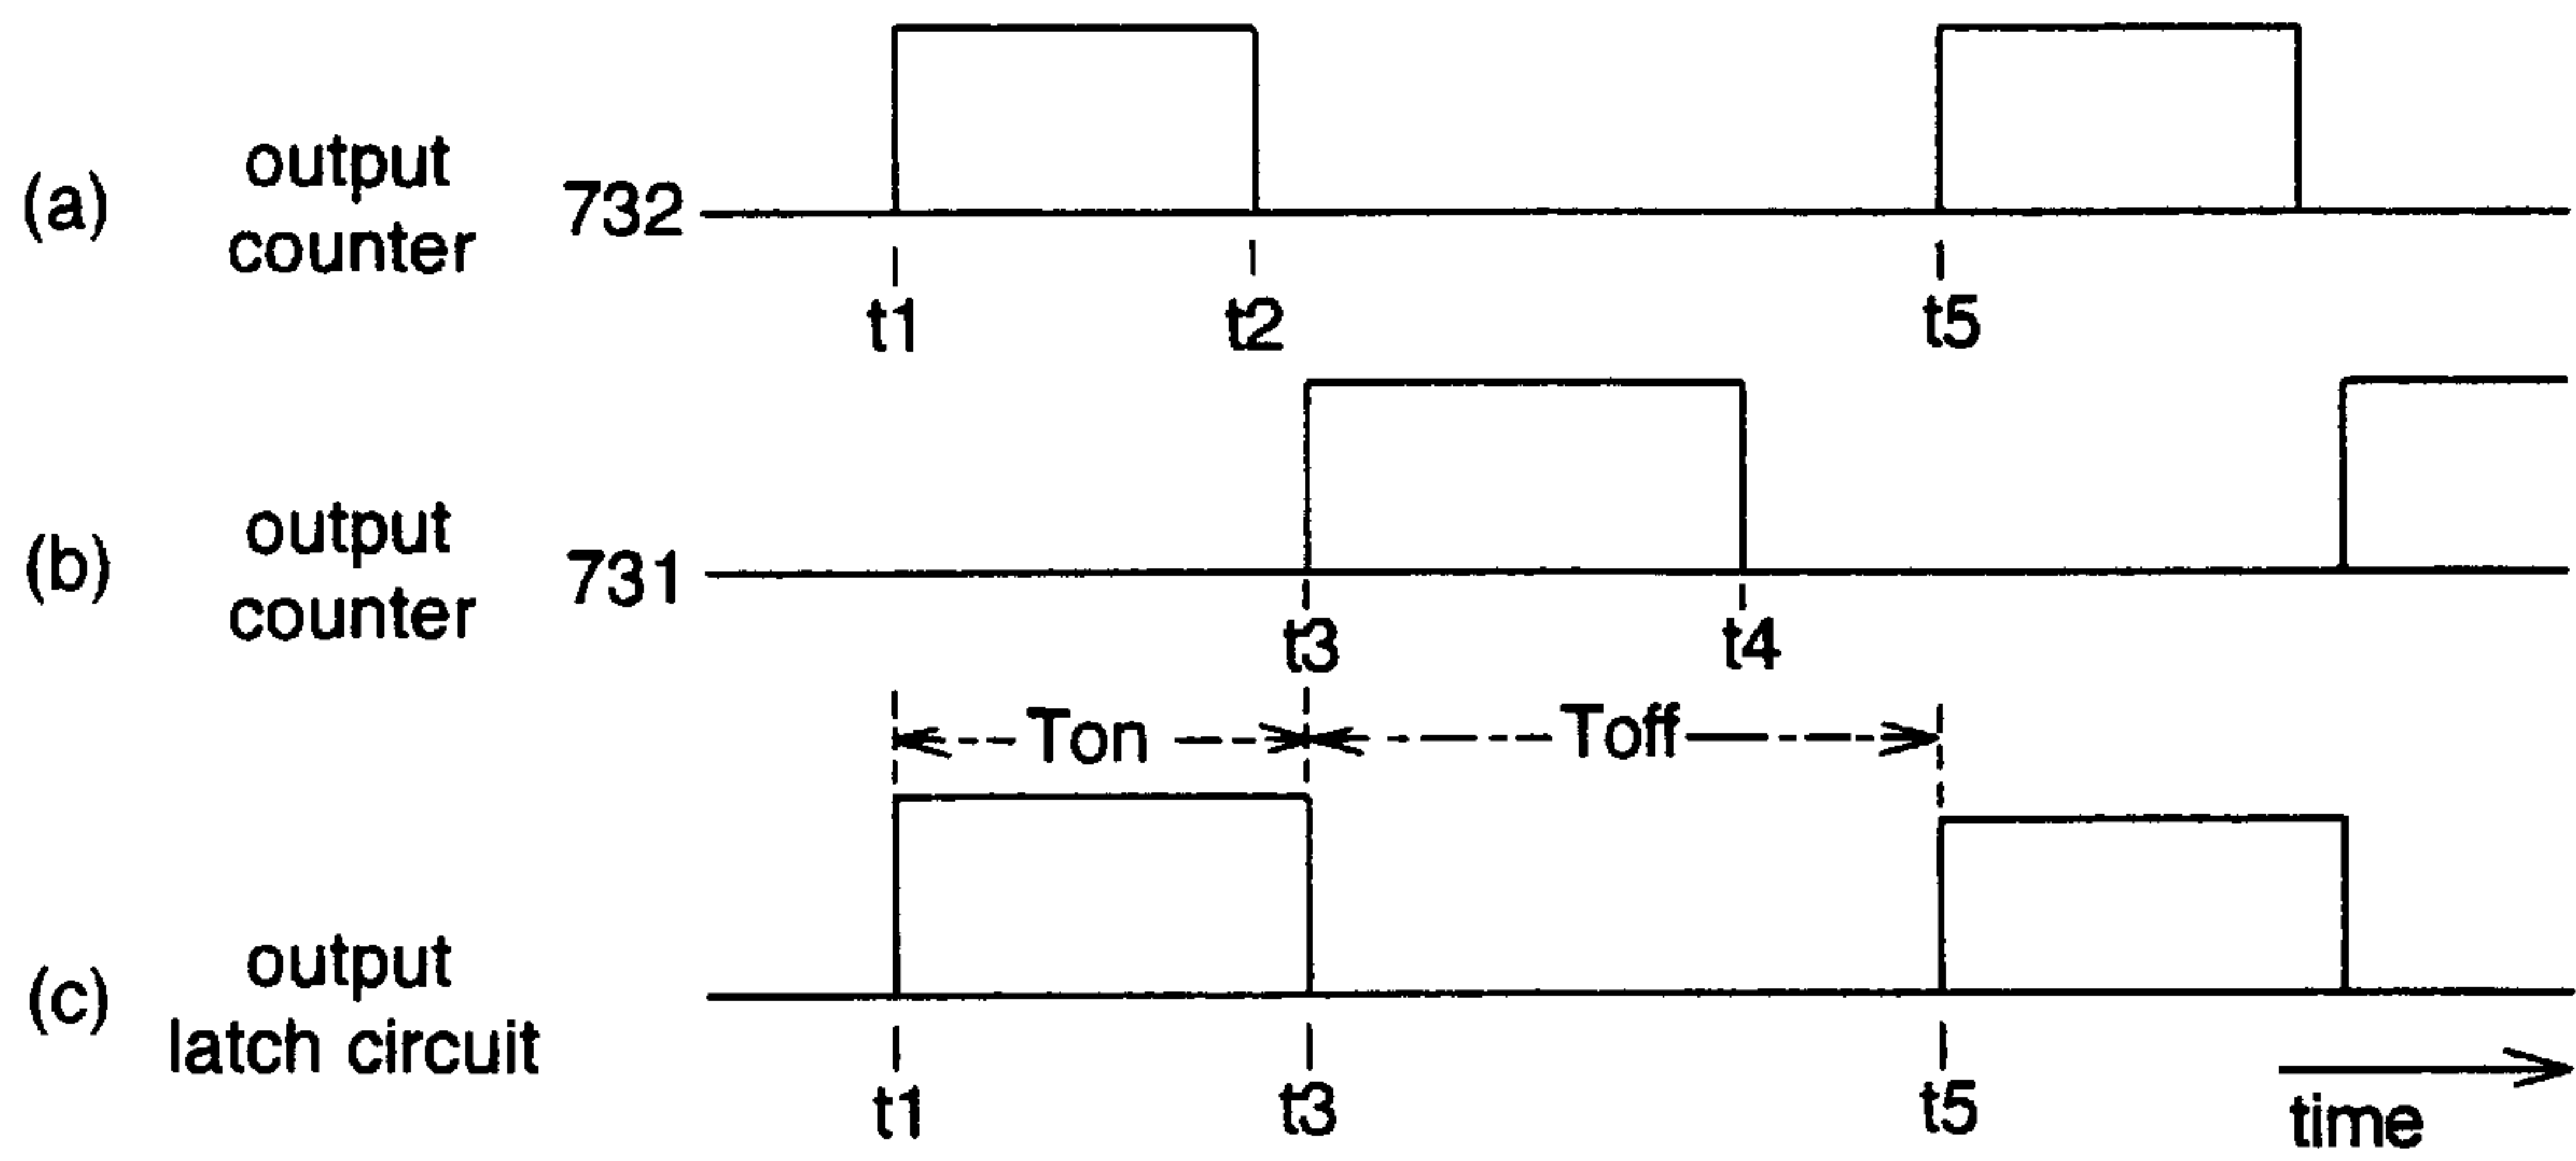 (a) output counter 732
t1 t2 t5
(b) output counter 731
t3 t4
Ton Toff
(c) output latch circuit
t1 t3 t5
time